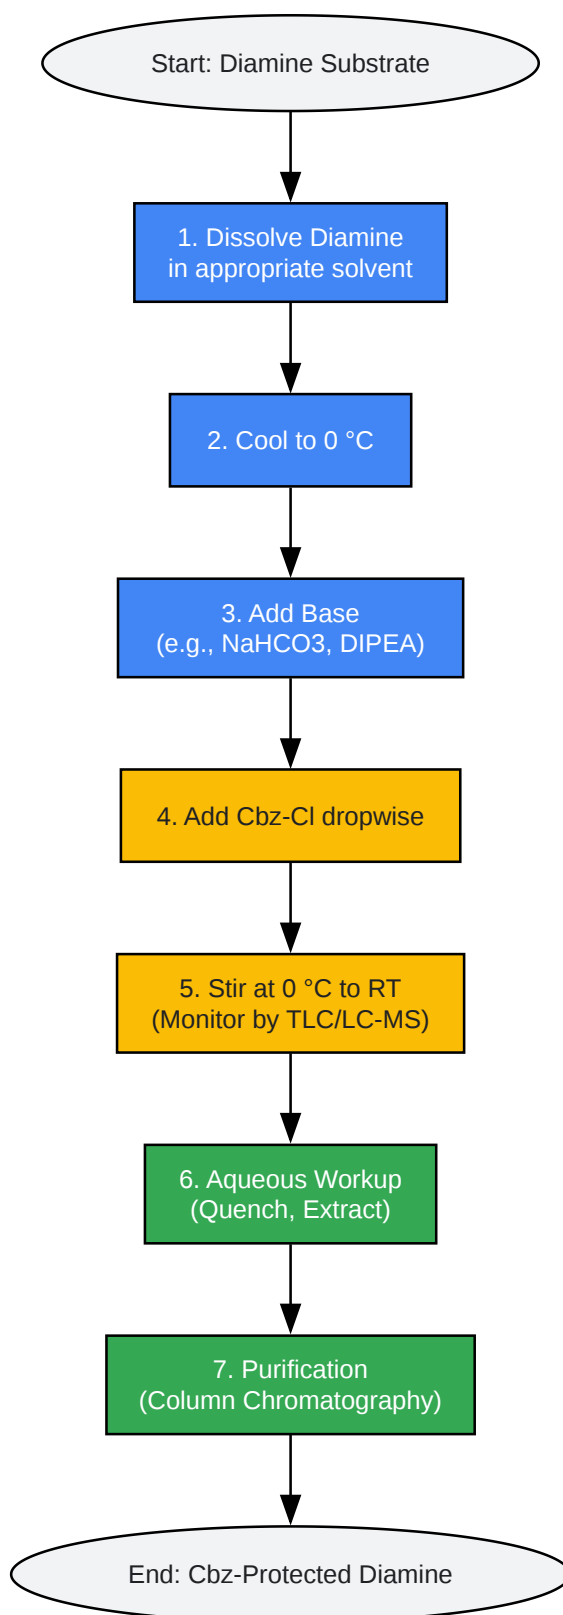 Start: Diamine Substrate
1. Dissolve Diamine
in appropriate solvent
2. Cool to 0 °C
3. Add Base
(e.g., NaHCO3, DIPEA)
4. Add Cbz-Cl dropwise
5. Stir at 0 °C to RT
(Monitor by TLC/LC-MS)
6. Aqueous Workup
(Quench, Extract)
7. Purification
(Column Chromatography)
End: Cbz-Protected Diamine